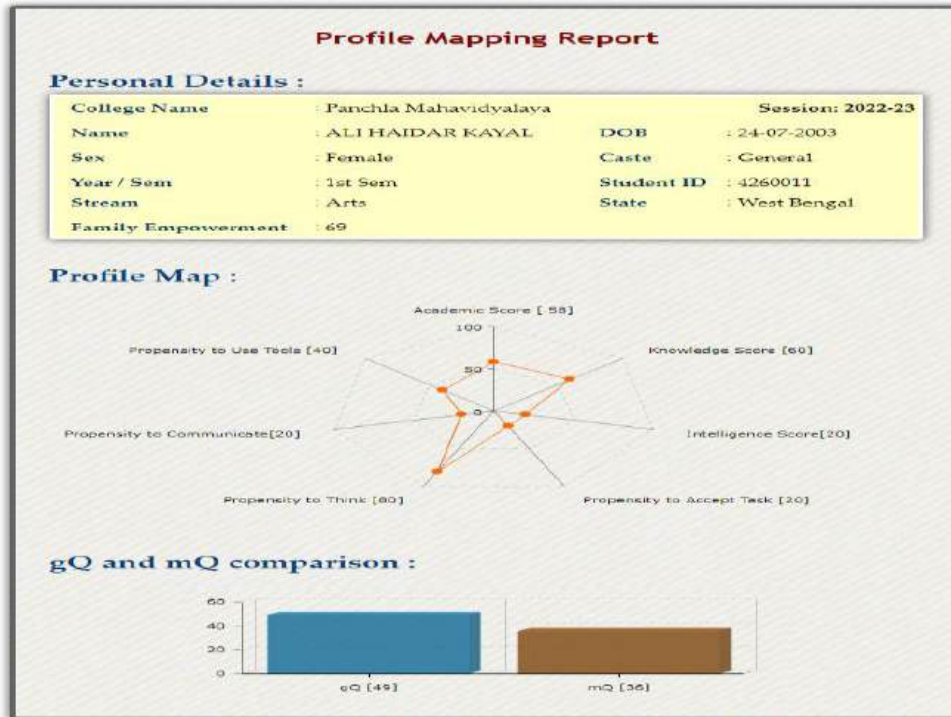 Profile Mapping Report
Personal Details :
College Name : Panchla Mahavidyalaya Session: 2022-23
Name : ALI HAIDAR KAYAL DOB : 24-07-2003
Sex : Female Caste : General
Year / Sem : 1st Sem Student ID : 4260011
Stream : Arts State : West Bengal
Family Empowerment : 69
Profile Map :
Academic Score [ 58]
100
Propensity to Use Tools [40] Knowledge Score [60]
50
0
Propensity to Communicate[20] Intelligence Score[20]
Propensity to Think [80] Propensity to Accept Task [20]
gQ and mQ comparison :
60
40
20
0
gQ [49] mQ [36]